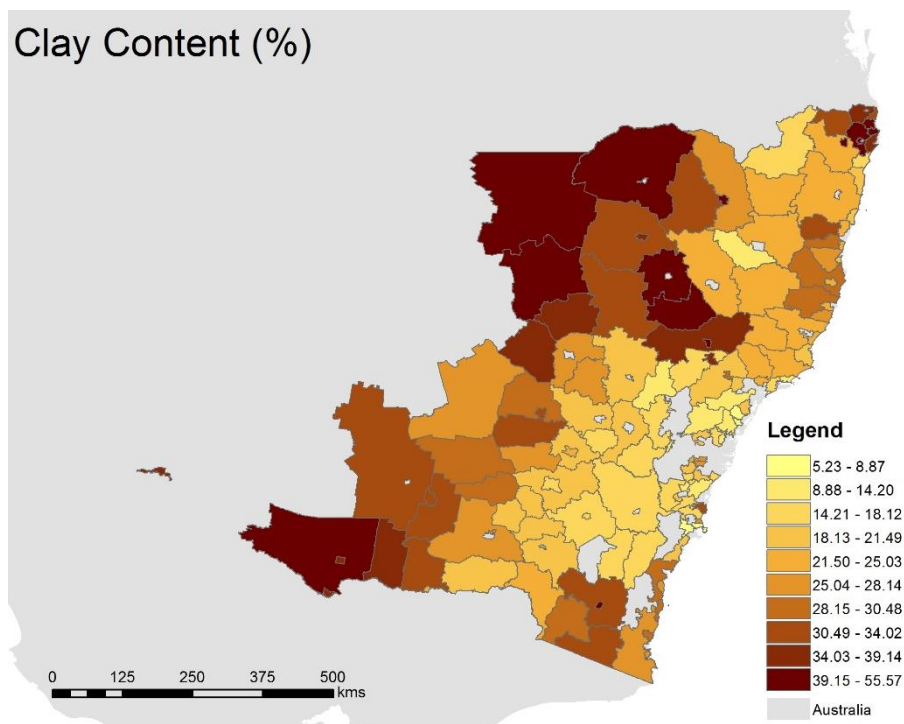 Clay Content (%)
Legend
5.23 - 8.87
8.88 - 14.20
14.21 - 18.12
18.13 - 21.49
21.50 - 25.03
25.04 - 28.14
28.15 - 30.48
30.49 - 34.02
34.03 - 39.14
39.15 - 55.57
Australia
0 125 250 375 500
kms